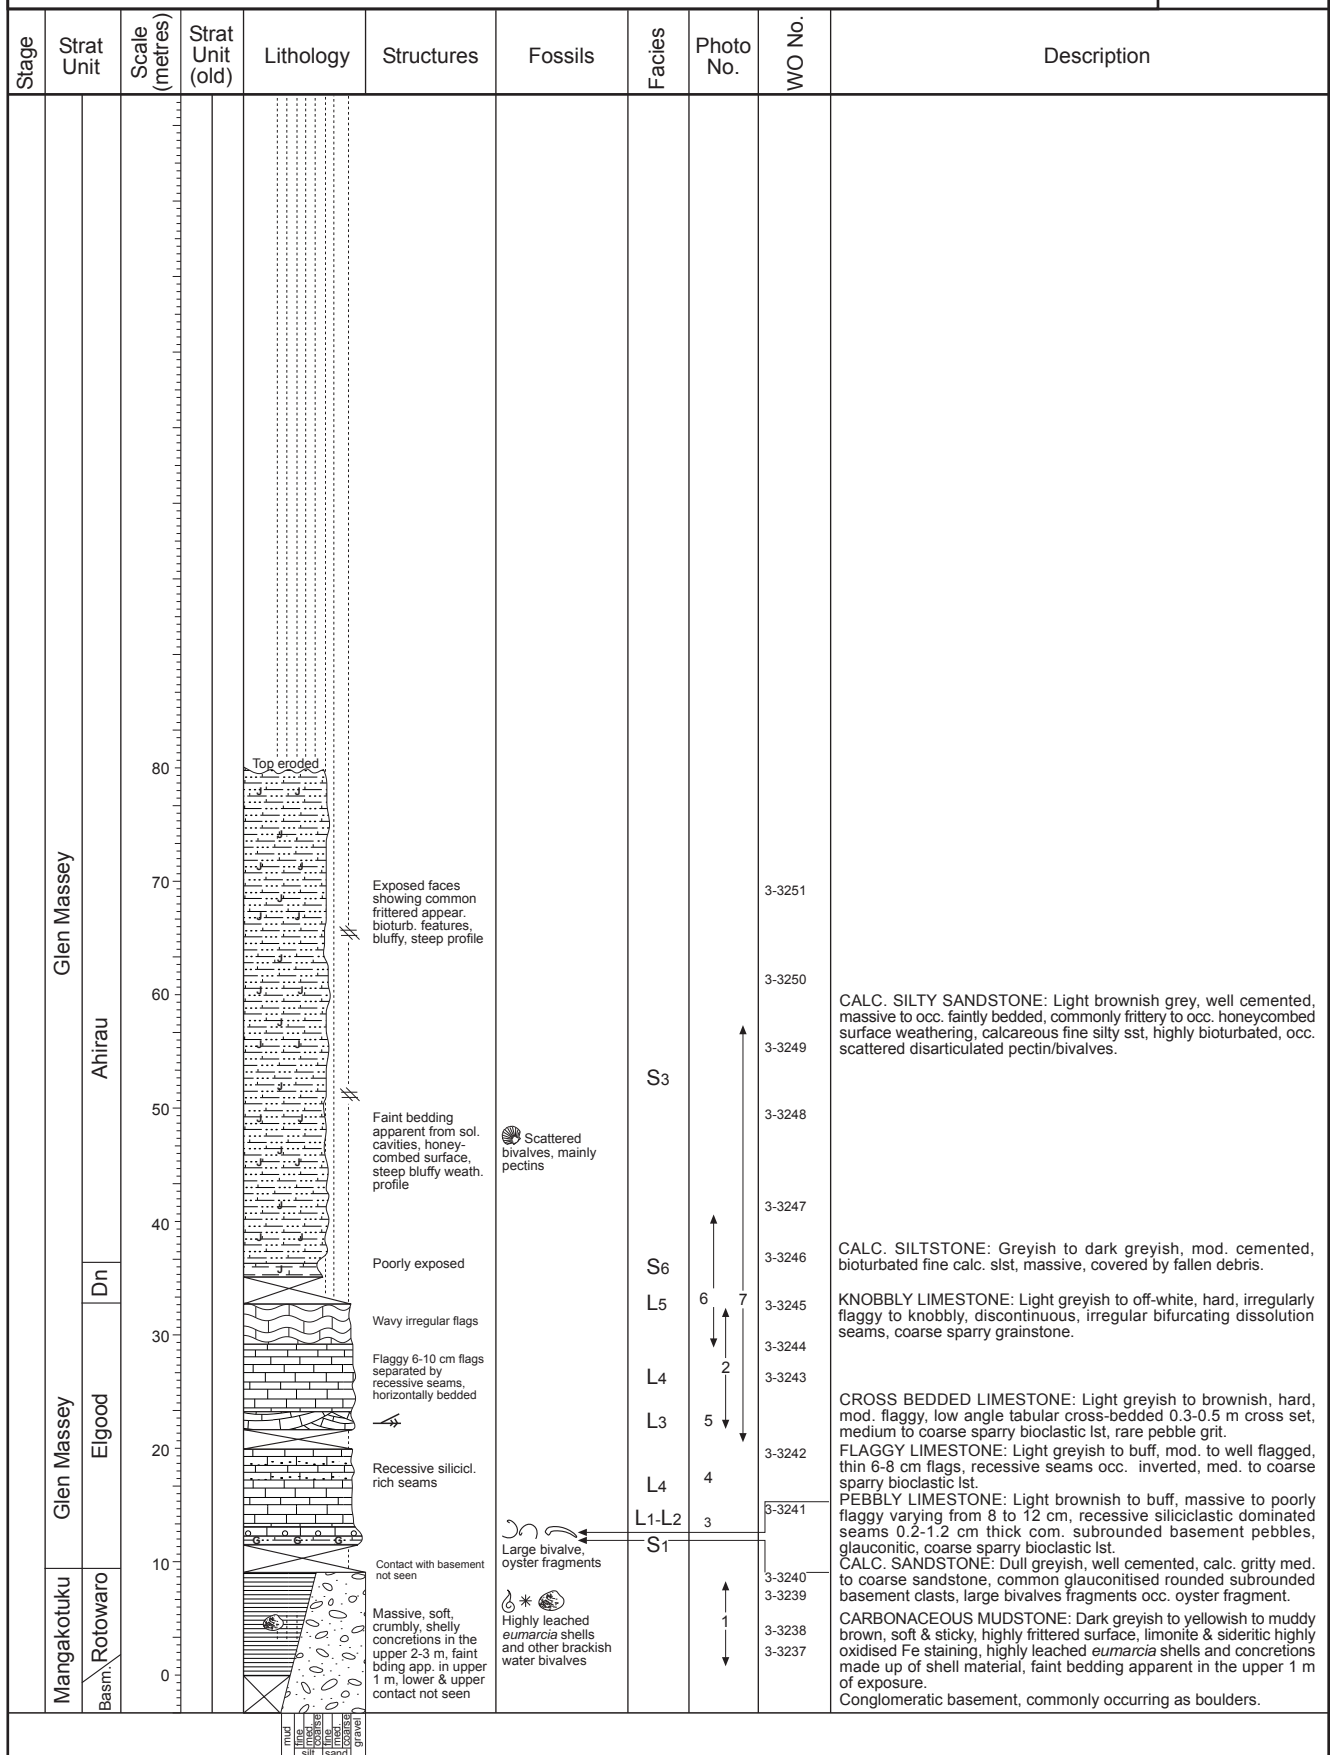 Stage
Strat
Unit
Scale
(metres)
Strat
Unit
(old)
Lithology
Structures
Fossils
Facies
Photo
No.
WO No.
Description
Glen Massey
Ahirau
Dn
Glen Massey
Elgood
Mangakotuku
Rotowaro
Basm.
80
70
60
50
40
30
20
10
0
Top eroded
J J
J
G G G
mud
fine
med.
coarse
fine
med.
coarse
gravel
silt
sand
Exposed faces
showing common
frittered appear.
bioturb. features,
bluffy, steep profile
Faint bedding
apparent from sol.
cavities, honey-
combed surface,
steep bluffy weath.
profile
Poorly exposed
Wavy irregular flags
Flaggy 6-10 cm flags
separated by
recessive seams,
horizontally bedded
Recessive silicicl.
rich seams
Contact with basement
not seen
Massive, soft,
crumbly, shelly
concretions in the
upper 2-3 m, faint
bding app. in upper
1 m, lower & upper
contact not seen
Scattered
bivalves, mainly
pectins
Large bivalve,
oyster fragments
Highly leached
eumarcia shells
and other brackish
water bivalves
S3
S6
L5
L4
L3
L4
L1-L2
S1
6
7
2
5
4
3
1
3-3251
3-3250
3-3249
3-3248
3-3247
3-3246
3-3245
3-3244
3-3243
3-3242
3-3241
3-3240
3-3239
3-3238
3-3237
CALC. SILTY SANDSTONE: Light brownish grey, well cemented,
massive to occ. faintly bedded, commonly frittery to occ. honeycombed
surface weathering, calcareous fine silty sst, highly bioturbated, occ.
scattered disarticulated pectin/bivalves.
CALC. SILTSTONE: Greyish to dark greyish, mod. cemented,
bioturbated fine calc. slst, massive, covered by fallen debris.
KNOBBLY LIMESTONE: Light greyish to off-white, hard, irregularly
flaggy to knobbly, discontinuous, irregular bifurcating dissolution
seams, coarse sparry grainstone.
CROSS BEDDED LIMESTONE: Light greyish to brownish, hard,
mod. flaggy, low angle tabular cross-bedded 0.3-0.5 m cross set,
medium to coarse sparry bioclastic lst, rare pebble grit.
FLAGGY LIMESTONE: Light greyish to buff, mod. to well flagged,
thin 6-8 cm flags, recessive seams occ. inverted, med. to coarse
sparry bioclastic lst.
PEBBLY LIMESTONE: Light brownish to buff, massive to poorly
flaggy varying from 8 to 12 cm, recessive siliciclastic dominated
seams 0.2-1.2 cm thick com. subrounded basement pebbles,
glauconitic, coarse sparry bioclastic lst.
CALC. SANDSTONE: Dull greyish, well cemented, calc. gritty med.
to coarse sandstone, common glauconitised rounded subrounded
basement clasts, large bivalves fragments occ. oyster fragment.
CARBONACEOUS MUDSTONE: Dark greyish to yellowish to muddy
brown, soft & sticky, highly frittered surface, limonite & sideritic highly
oxidised Fe staining, highly leached eumarcia shells and concretions
made up of shell material, faint bedding apparent in the upper 1 m
of exposure.
Conglomeratic basement, commonly occurring as boulders.